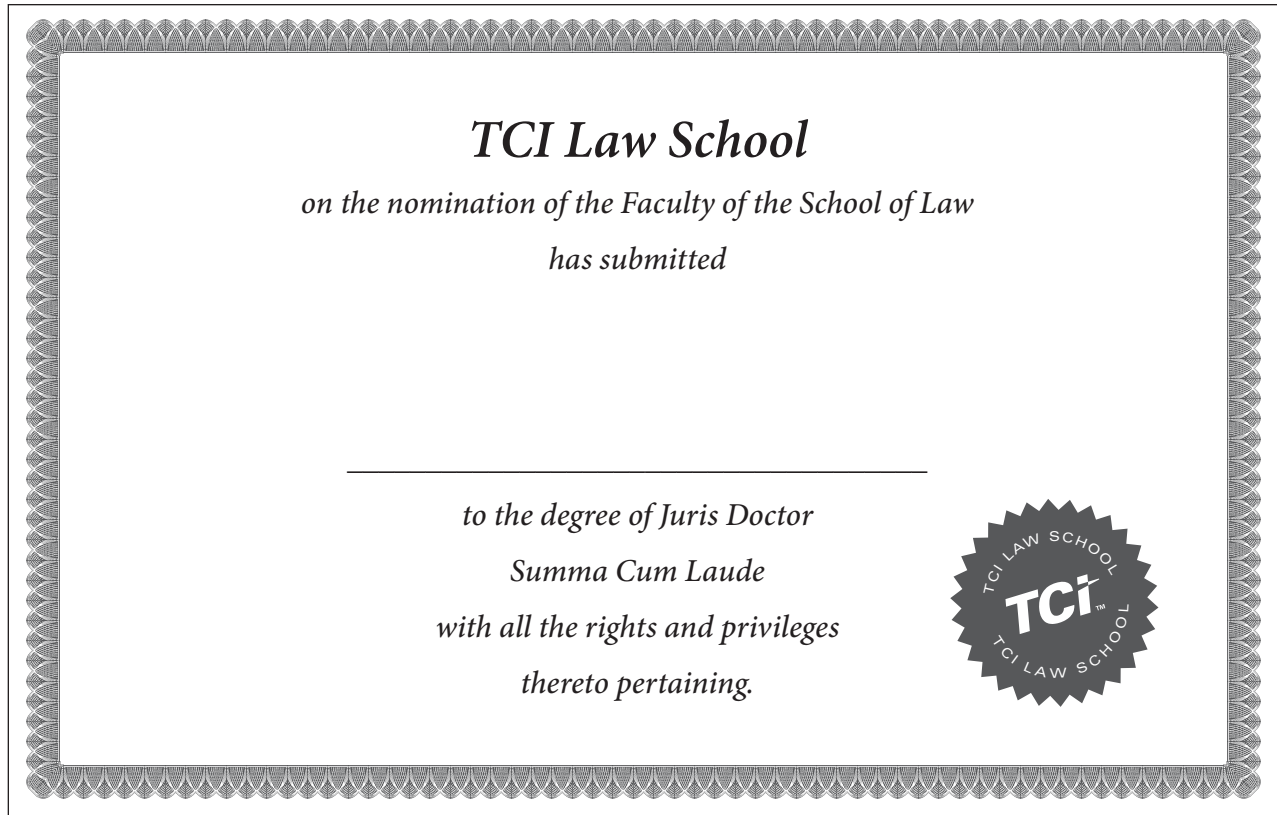 TCI Law School
on the nomination of the Faculty of the School of Law
has submitted
to the degree of Juris Doctor
Summa Cum Laude
with all the rights and privileges
thereto pertaining.
TCI LAW SCHOOL
TCi™
TCI LAW SCHOOL